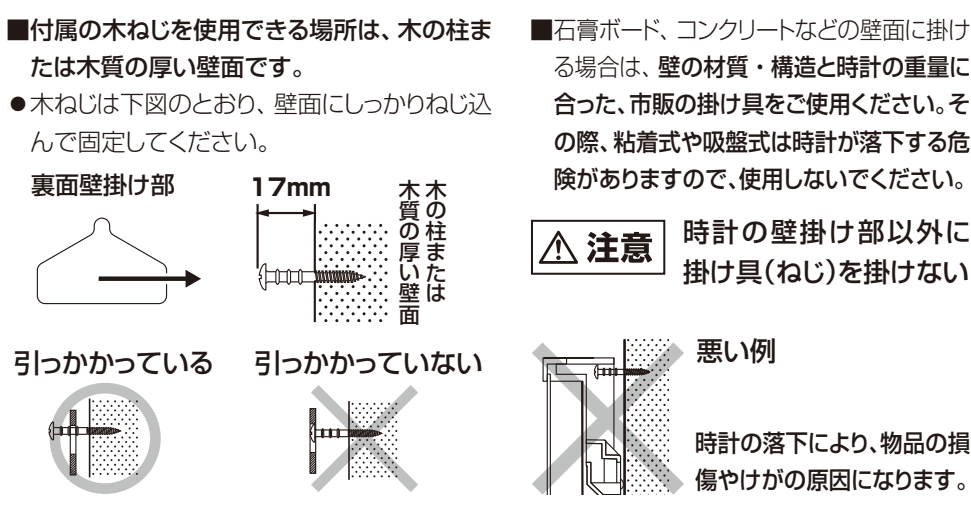 ■付属の木ねじを使用できる場所は、木の柱ま
たは木質の厚い壁面です。
●木ねじは下図のとおり、壁面にしっかりねじ込
んで固定してください。
裏面壁掛け部
17mm
木の柱または
木質の厚い壁面
引っかかっている
引っかかっていない
■石膏ボード、コンクリートなどの壁面に掛け
る場合は、壁の材質・構造と時計の重量に
合った、市販の掛け具をご使用ください。そ
の際、粘着式や吸盤式は時計が落下する危
険がありますので、使用しないでください。
⚠ 注意
時計の壁掛け部以外に
掛け具(ねじ)を掛けない
悪い例
時計の落下により、物品の損
傷やけがの原因になります。